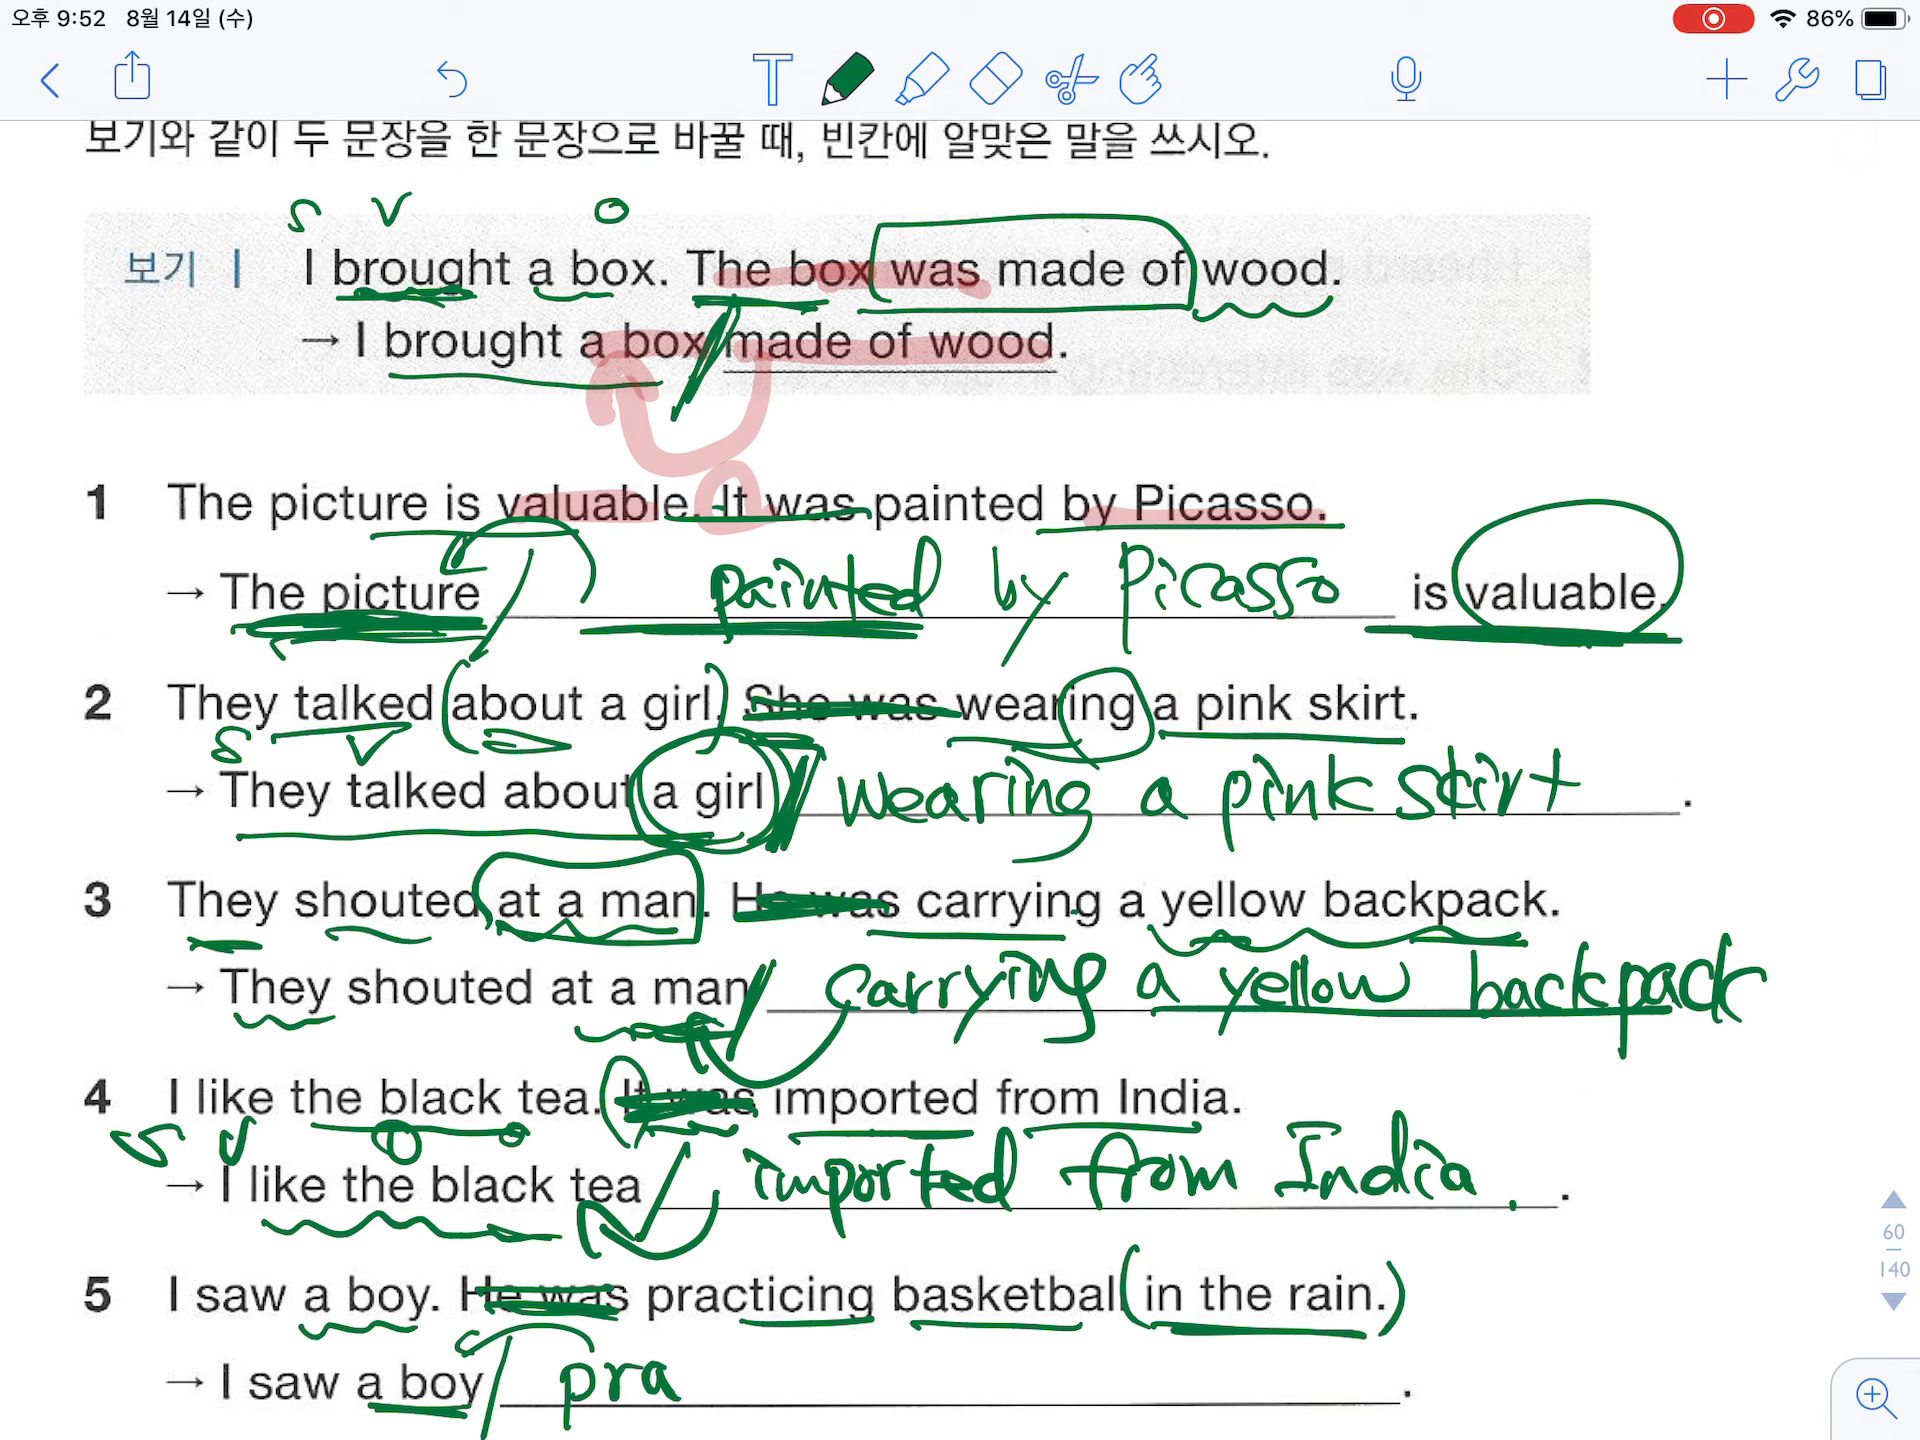 오후 9:52 8월 14일 (수) 86%
T
보기와 같이 두 문장을 한 문장으로 바꿀 때, 빈칸에 알맞은 말을 쓰시오.
S V O
보기 | I brought a box. The box was made of wood.
→ I brought a box made of wood.
1 The picture is valuable. It was painted by Picasso.
→ The picture painted by Picasso is valuable.
2 They talked about a girl. She was wearing a pink skirt.
S V
→ They talked about a girl wearing a pink skirt.
3 They shouted at a man. He was carrying a yellow backpack.
→ They shouted at a man carrying a yellow backpack
4 I like the black tea. It was imported from India.
S V O
→ I like the black tea imported from India.
5 I saw a boy. He was practicing basketball in the rain.
→ I saw a boy pra .
60
140